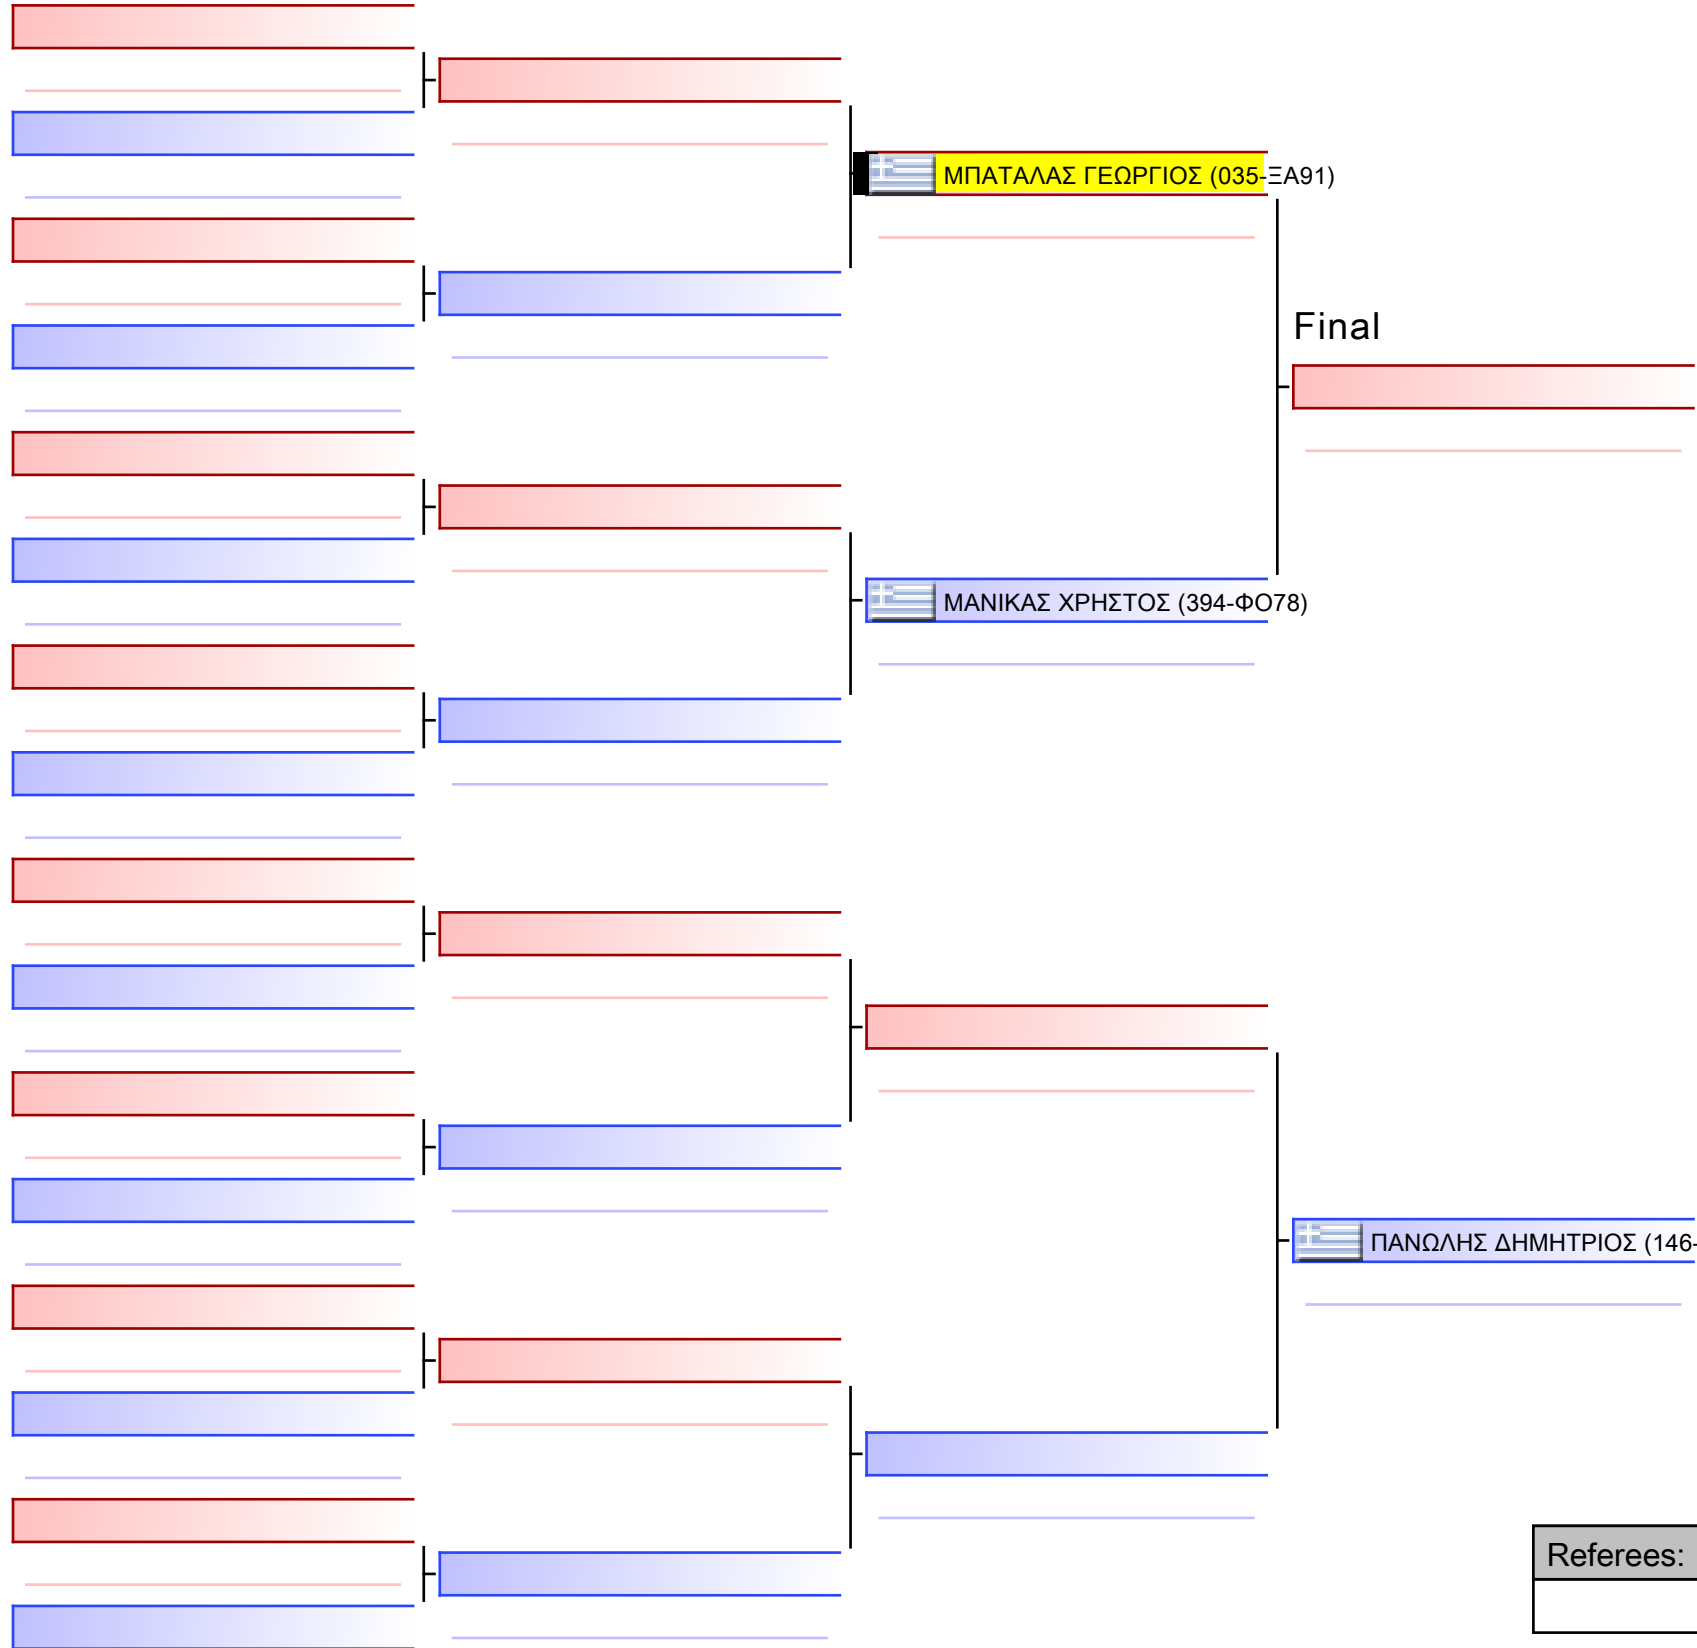 ΜΠΑΤΑΛΑΣ ΓΕΩΡΓΙΟΣ (035-ΞΑ91)
Final
ΜΑΝΙΚΑΣ ΧΡΗΣΤΟΣ (394-ΦΟ78)
ΠΑΝΩΛΗΣ ΔΗΜΗΤΡΙΟΣ (146-
Referees: